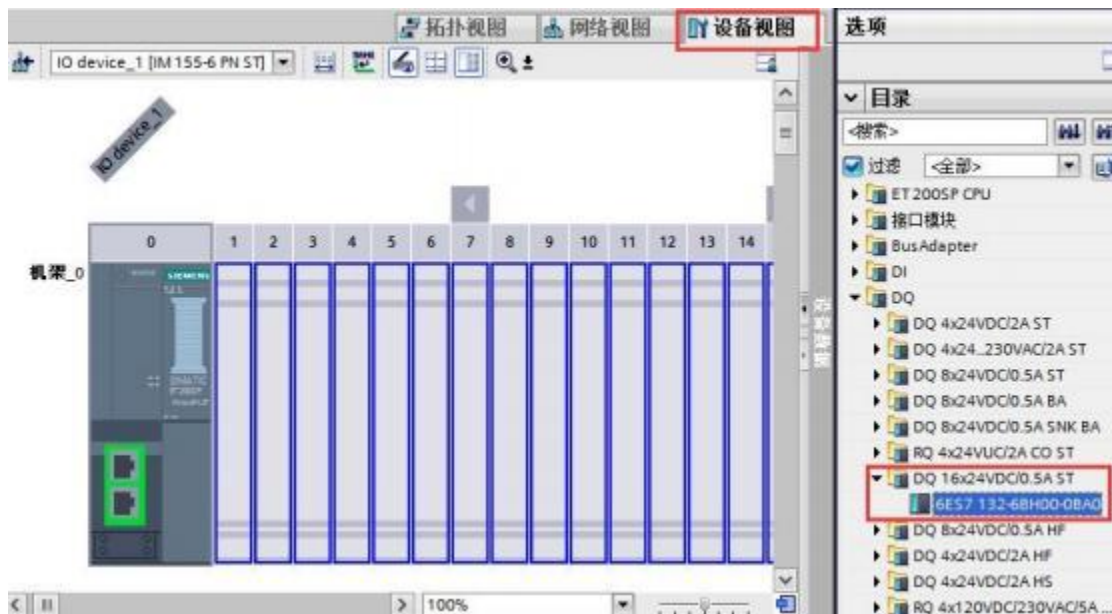 拓扑视图 网络视图 设备视图
选项
IO device_1 [IM 155-6 PN ST]
目录
<搜索>
过滤 <全部>
IO device_1
ET 200SP CPU
接口模块
BusAdapter
DI
DQ
DQ 4x24VDC/2A ST
DQ 4x24..230VAC/2A ST
DQ 8x24VDC/0.5A ST
DQ 8x24VDC/0.5A BA
DQ 8x24VDC/0.5A SNK BA
RQ 4x24VUC/2A CO ST
DQ 16x24VDC/0.5A ST
6ES7 132-6BH00-0BA0
DQ 8x24VDC/0.5A HF
DQ 4x24VDC/2A HF
DQ 4x24VDC/2A HS
RQ 4x120VDC/230VAC/5A
0 1 2 3 4 5 6 7 8 9 10 11 12 13 14
机架_0
SIEMENS
100%